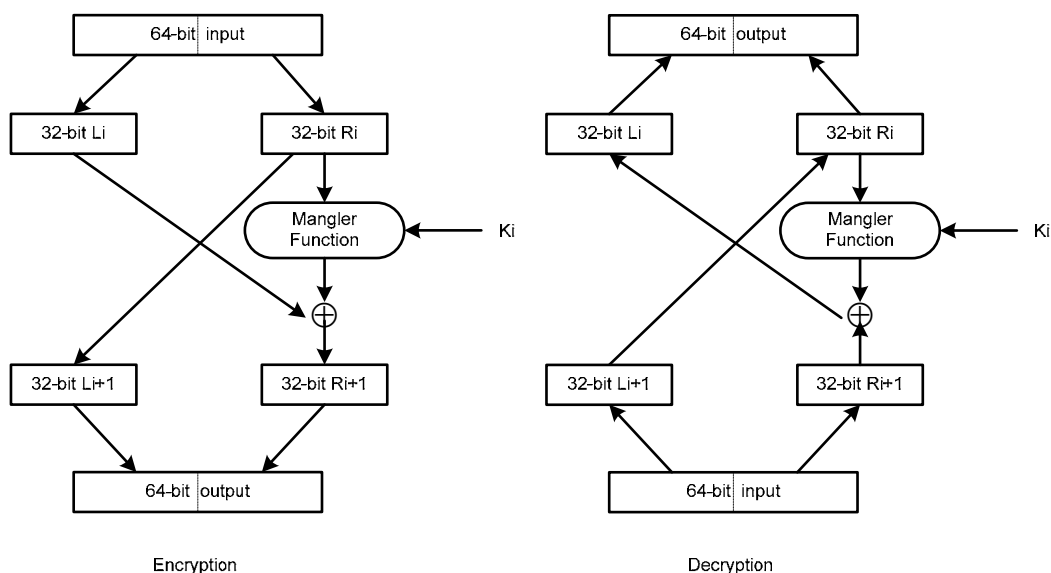 64-bit input
32-bit Li
32-bit Ri
Mangler
Function
Ki
32-bit Li+1
32-bit Ri+1
64-bit output
Encryption
64-bit output
32-bit Li
32-bit Ri
Mangler
Function
Ki
32-bit Li+1
32-bit Ri+1
64-bit input
Decryption